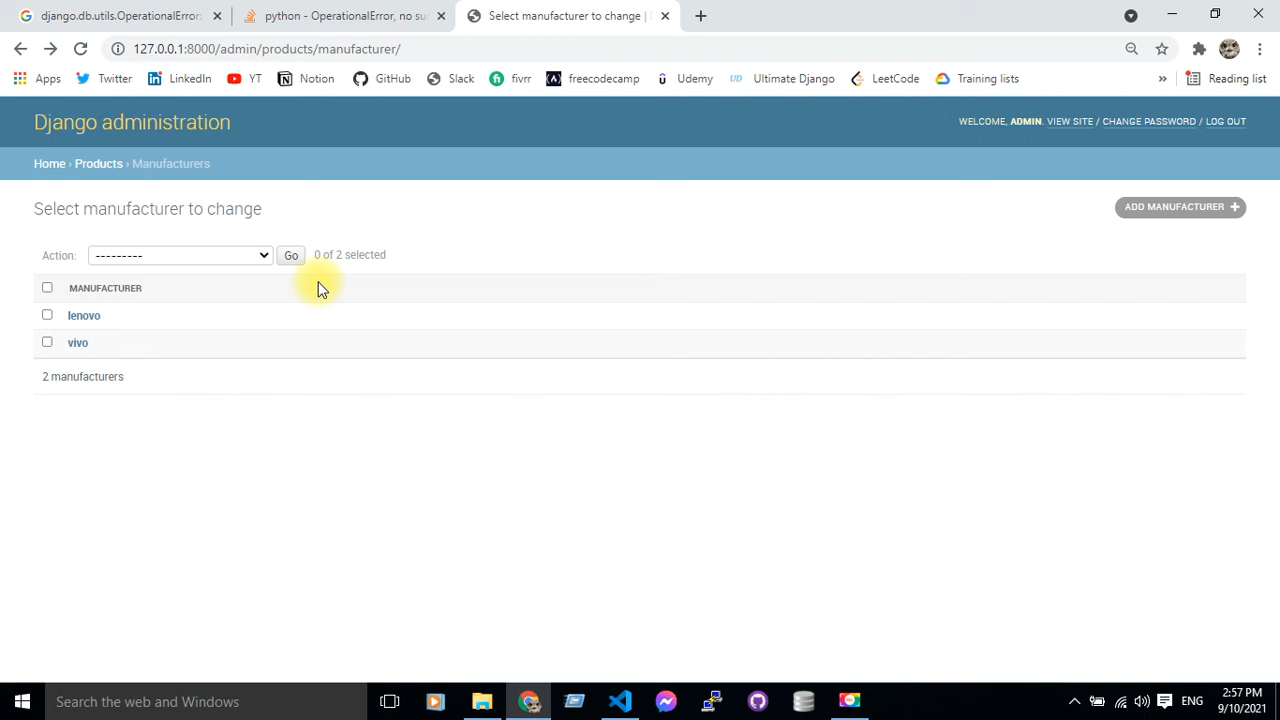 django.db.utils.OperationalError:
python - OperationalError, no su
Select manufacturer to change |
127.0.0.1:8000/admin/products/manufacturer/
Apps Twitter LinkedIn YT Notion GitHub Slack fivrr freecodecamp Udemy UD Ultimate Django LeetCode Training lists » Reading list
Django administration
WELCOME, ADMIN. VIEW SITE / CHANGE PASSWORD / LOG OUT
Home › Products › Manufacturers
Select manufacturer to change
ADD MANUFACTURER +
Action: --------- Go 0 of 2 selected
MANUFACTURER
lenovo
vivo
2 manufacturers
Search the web and Windows
ENG
2:57 PM
9/10/2021